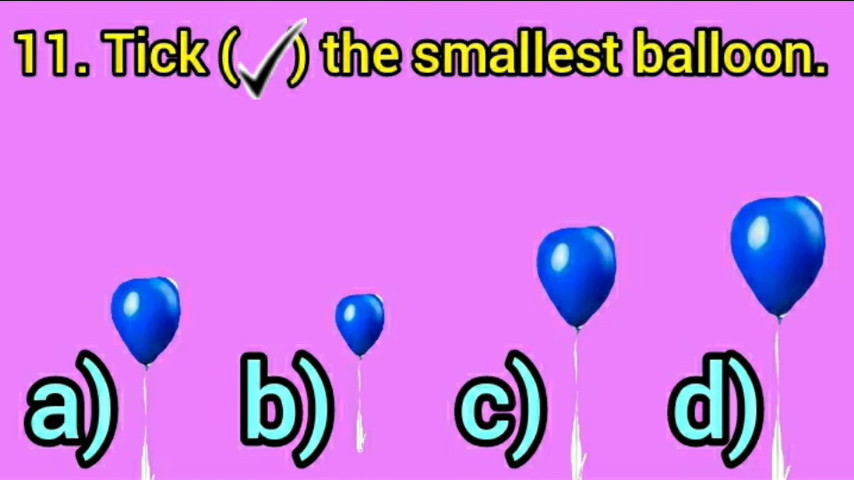 11. Tick (✓) the smallest balloon.
a)
b)
c)
d)